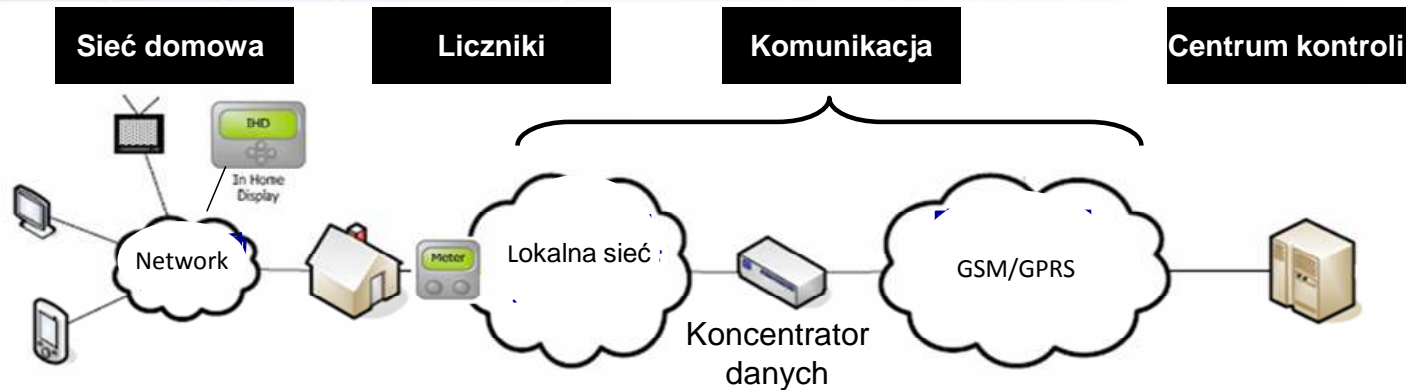 Sieć domowa
Liczniki
Komunikacja
Centrum kontroli
IHD
In Home
Display
Network
Meter
Lokalna sieć
GSM/GPRS
Koncentrator
danych